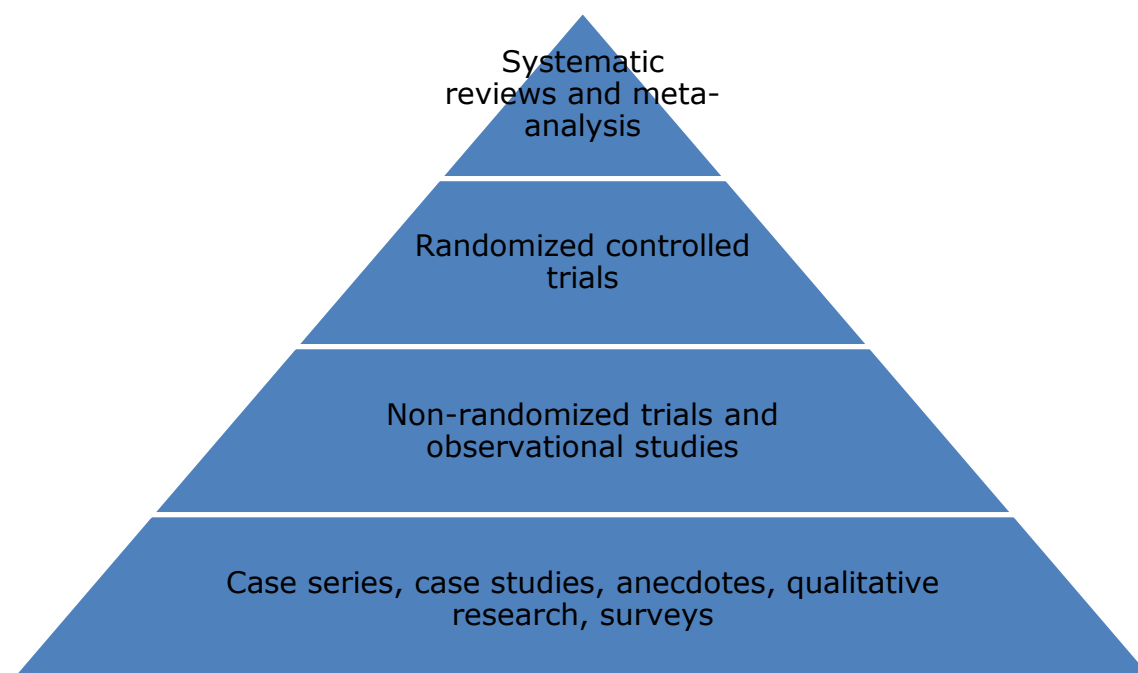 Systematic
reviews and meta-
analysis
Randomized controlled
trials
Non-randomized trials and
observational studies
Case series, case studies, anecdotes, qualitative
research, surveys